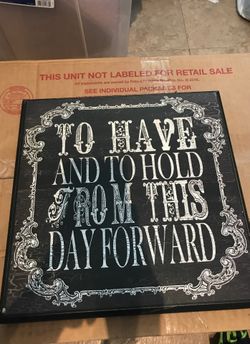 THIS UNIT NOT LABELED FOR RETAIL SALE
SEE INDIVIDUAL PACKAGES FOR
TO HAVE
AND TO HOLD
FROM THIS
DAY FORWARD